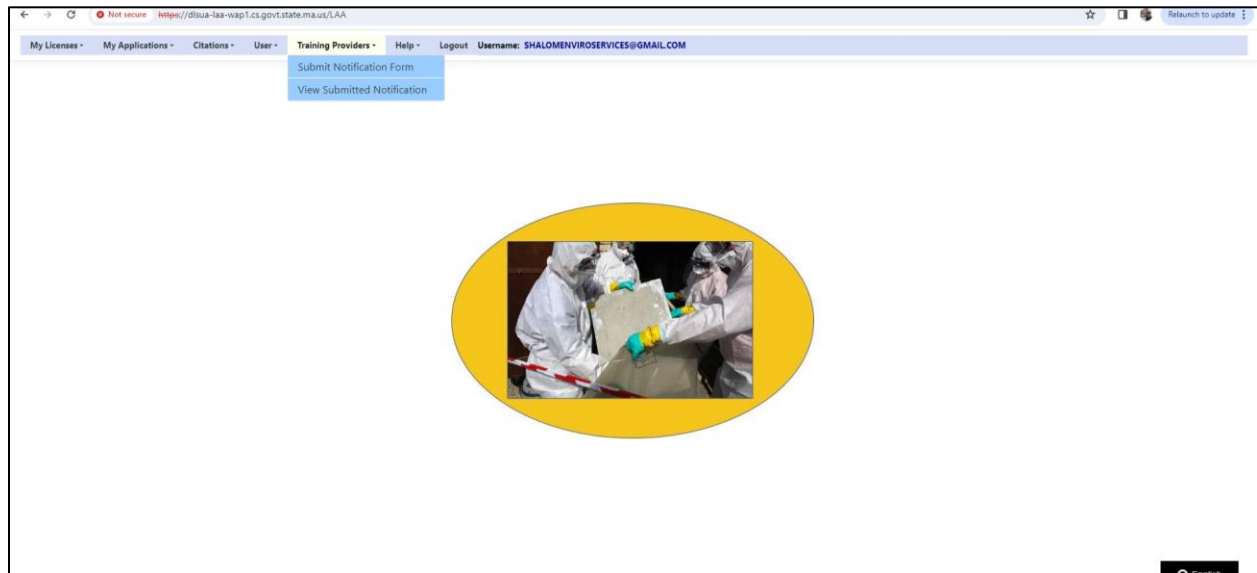 Not secure https://dlsua-laa-wap1.cs.govt.state.ma.us/LAA Relaunch to update
My Licenses My Applications Citations User Training Providers Help Logout Username: SHALOMENVIROSERVICES@GMAIL.COM
Submit Notification Form
View Submitted Notification
English